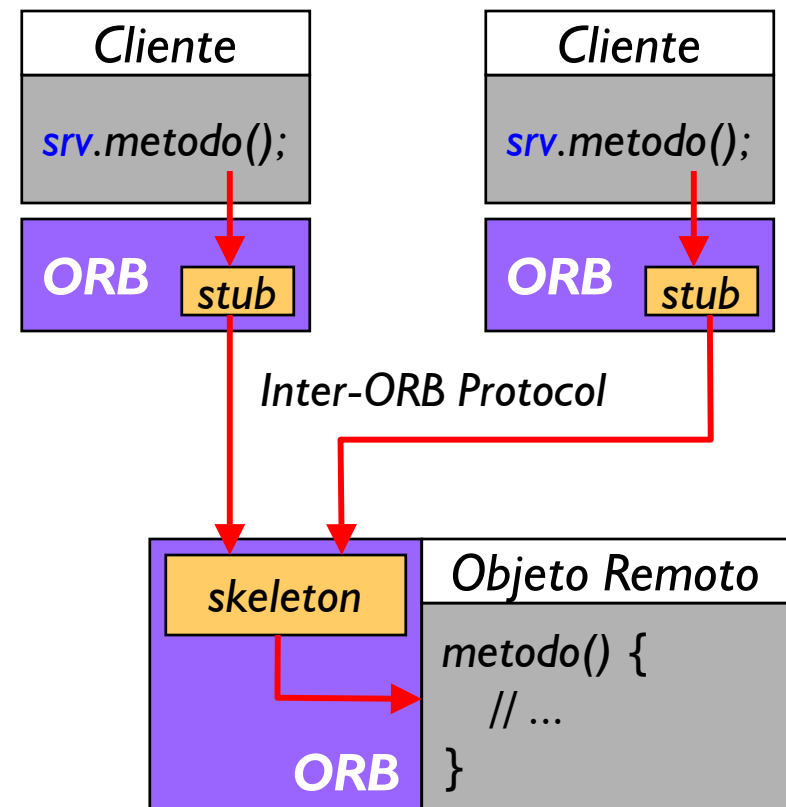 Cliente
srv.metodo();
ORB
stub
Cliente
srv.metodo();
ORB
stub
Inter-ORB Protocol
skeleton
ORB
Objeto Remoto
metodo() {
// ...
}